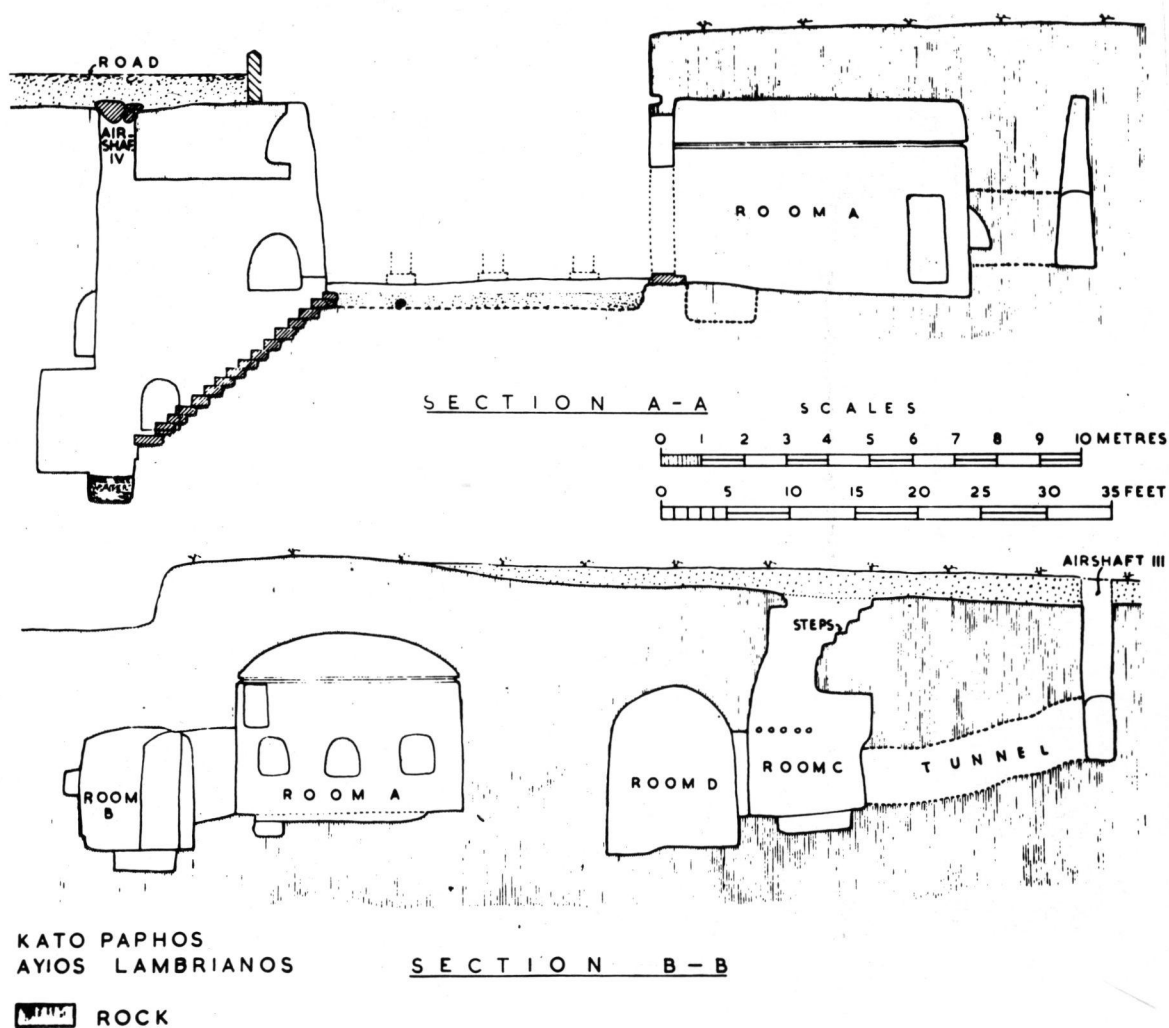 ROAD
AIR-
SHAF.
IV
ROOM A
WATER
SECTION A-A
SCALES
0 1 2 3 4 5 6 7 8 9 10 METRES
0 5 10 15 20 25 30 35 FEET
AIRSHAFT III
STEPS
ROOM
B
ROOM A
ROOM D
ROOM C
TUNNEL
KATO PAPHOS
AYIOS LAMBRIANOS
SECTION B-B
ROCK